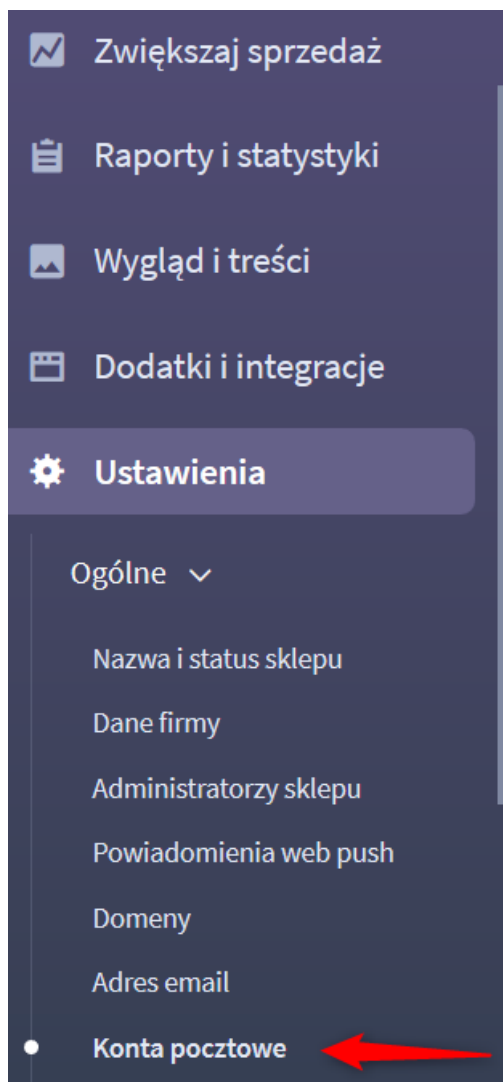 Zwiększaj sprzedaż
Raporty i statystyki
Wygląd i treści
Dodatki i integracje
Ustawienia
Ogólne
Nazwa i status sklepu
Dane firmy
Administratorzy sklepu
Powiadomienia web push
Domeny
Adres email
Konta pocztowe